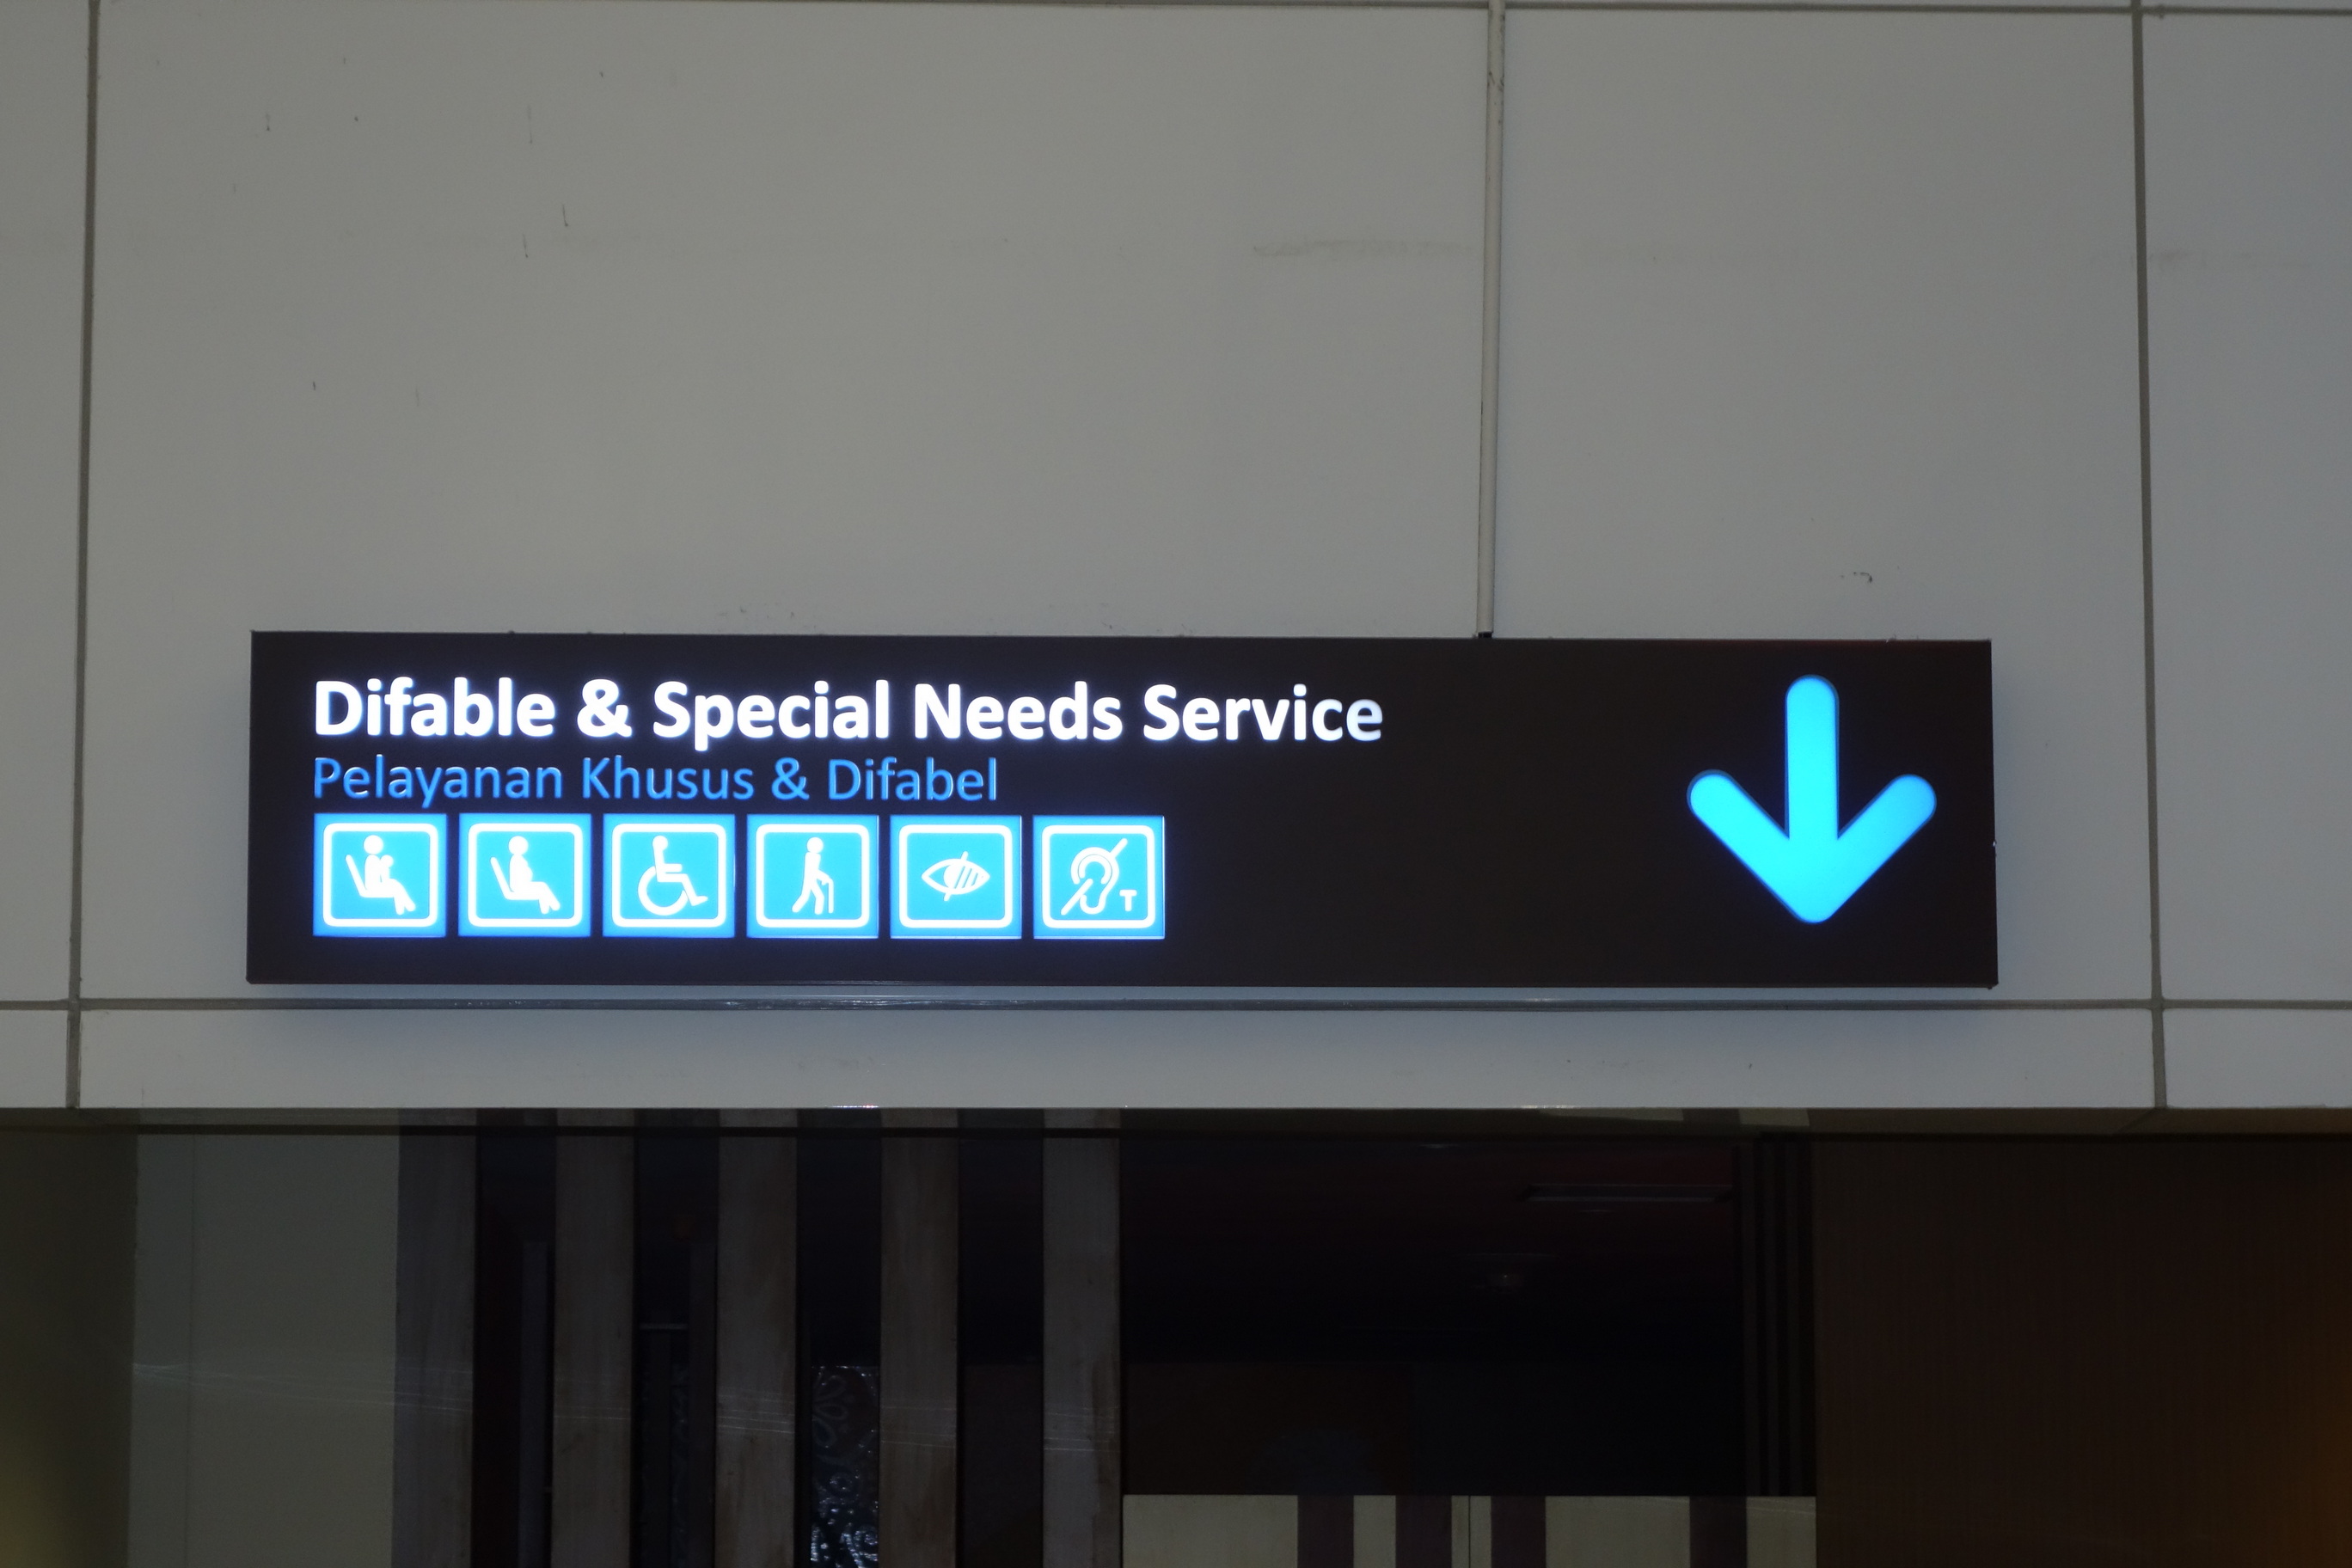 Difable & Special Needs Service
Pelayanan Khusus & Difabel
T